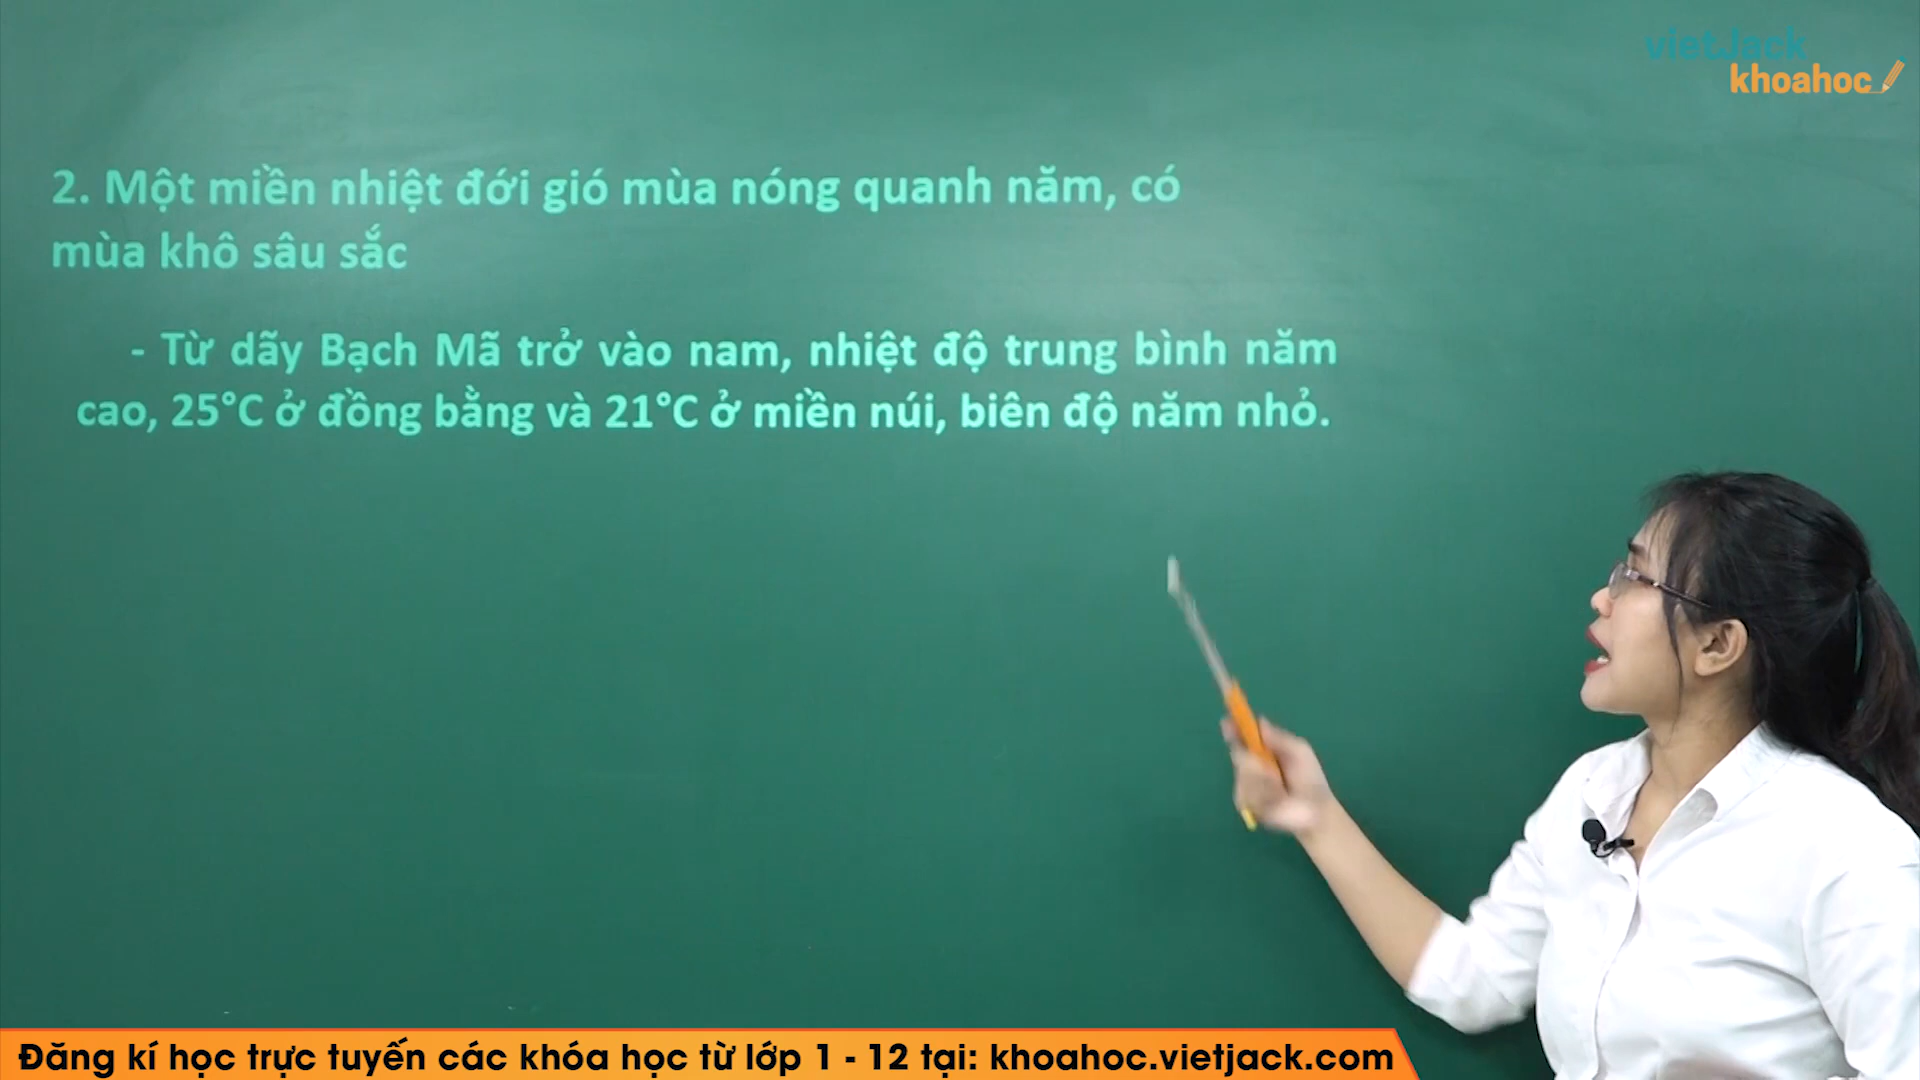 vietJack
khoahoc
2. Một miền nhiệt đới gió mùa nóng quanh năm, có
mùa khô sâu sắc
- Từ dãy Bạch Mã trở vào nam, nhiệt độ trung bình năm
cao, 25°C ở đồng bằng và 21°C ở miền núi, biên độ năm nhỏ.
Đăng kí học trực tuyến các khóa học từ lớp 1 - 12 tại: khoahoc.vietjack.com